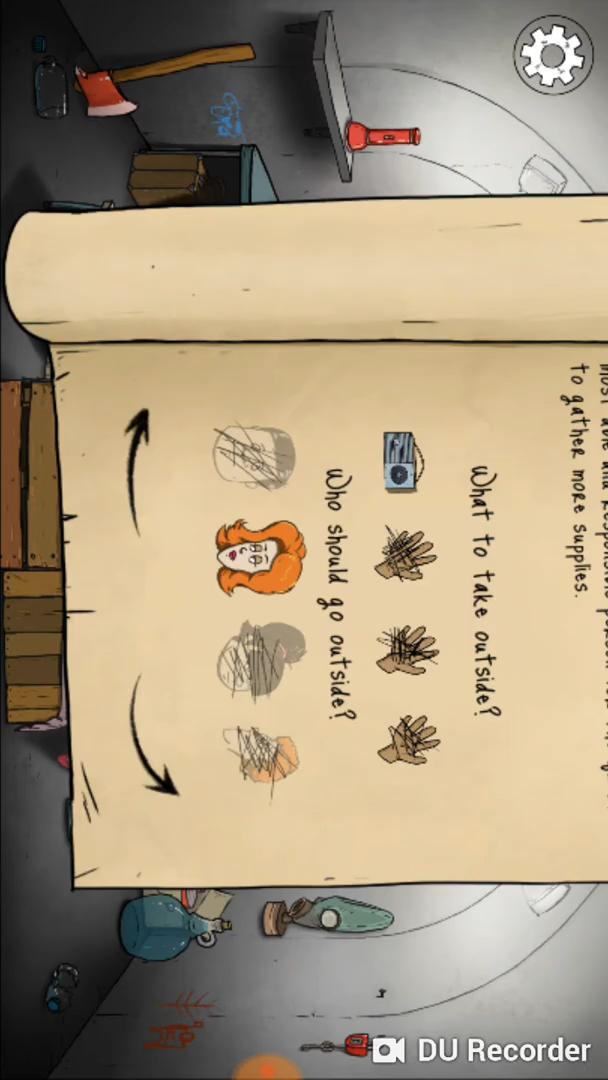 to gather more supplies.
What to take outside?
Who should go outside?
DU Recorder